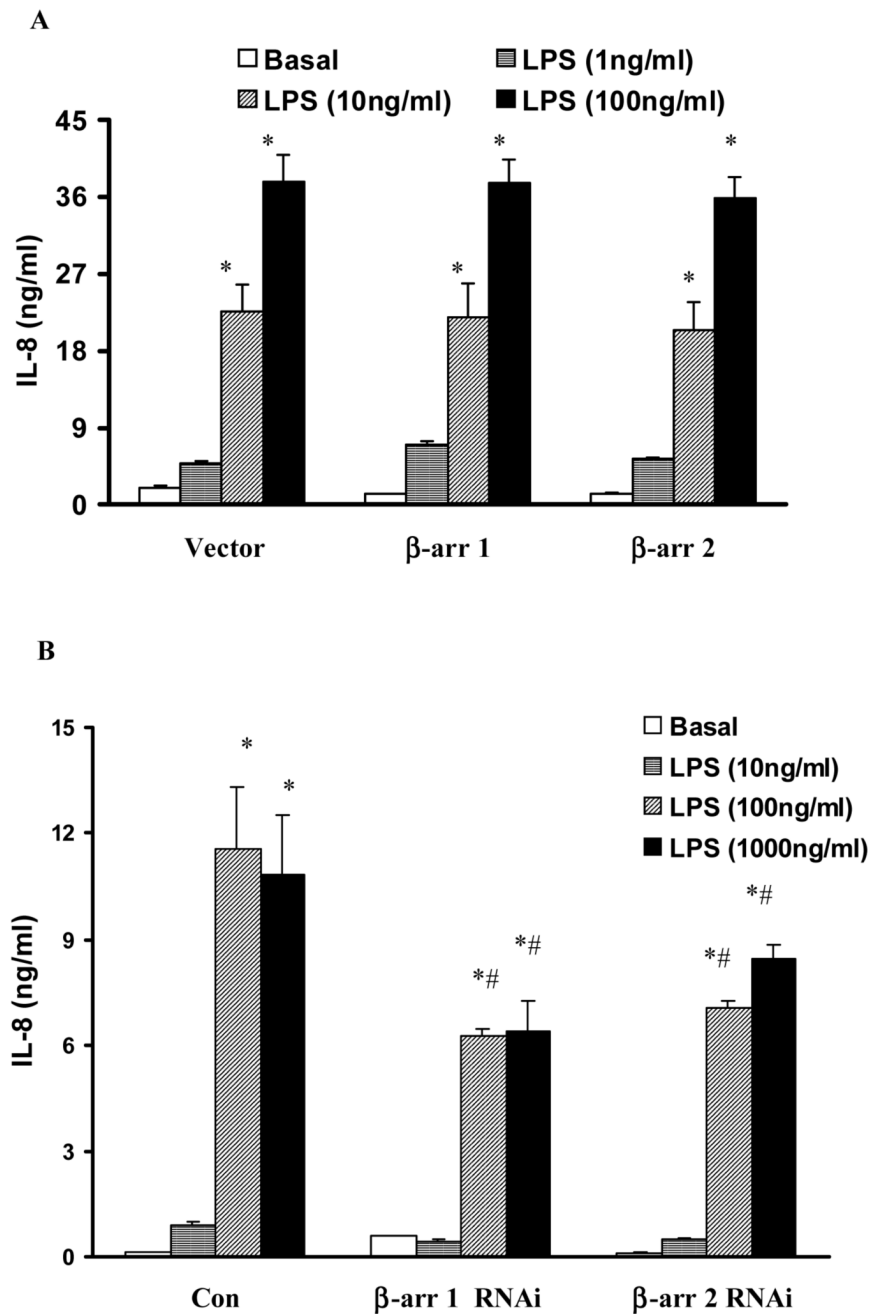 A
Basal LPS (1ng/ml)
LPS (10ng/ml) LPS (100ng/ml)
45
36
27
18
9
0
IL-8 (ng/ml)
* * *
* * *
Vector β-arr 1 β-arr 2
B
15
12
9
6
3
0
IL-8 (ng/ml)
Basal
LPS (10ng/ml)
LPS (100ng/ml)
LPS (1000ng/ml)
*
*
*#
*#
*#
*#
Con β-arr 1 RNAi β-arr 2 RNAi